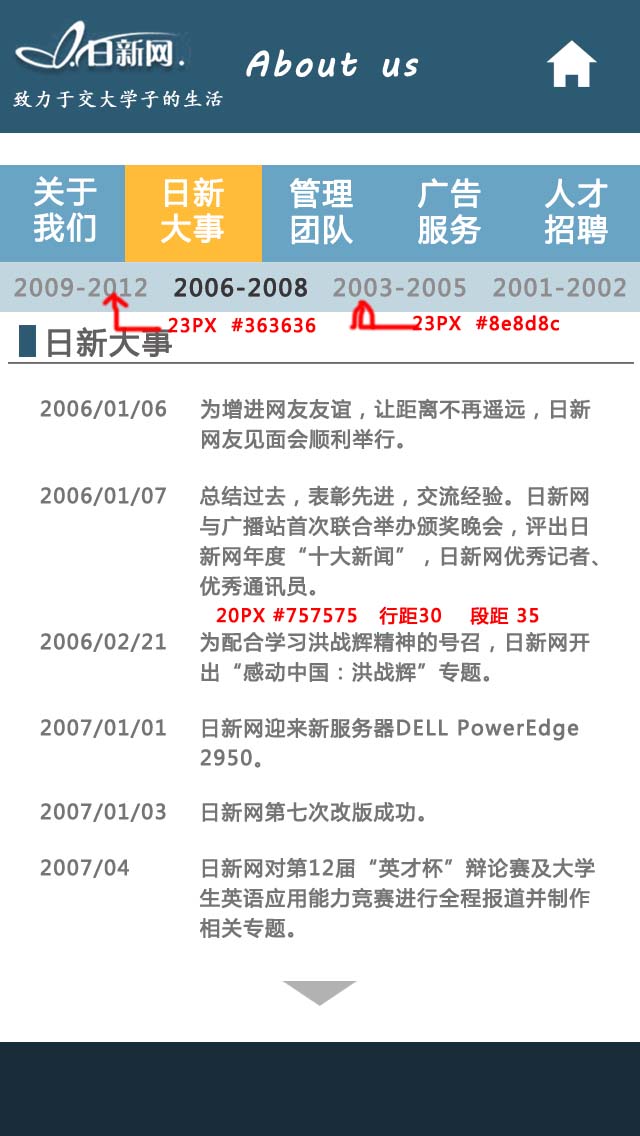 日新网.
About us
致力于交大学子的生活
关于
我们
日新
大事
管理
团队
广告
服务
人才
招聘
2009-2012 2006-2008 2003-2005 2001-2002
23PX #363636 23PX #8e8d8c
日新大事
2006/01/06 为增进网友友谊，让距离不再遥远，日新
网友见面会顺利举行。
2006/01/07 总结过去，表彰先进，交流经验。日新网
与广播站首次联合举办颁奖晚会，评出日
新网年度“十大新闻”，日新网优秀记者、
优秀通讯员。
20PX #757575 行距30 段距 35
2006/02/21 为配合学习洪战辉精神的号召，日新网开
出“感动中国：洪战辉”专题。
2007/01/01 日新网迎来新服务器DELL PowerEdge
2950。
2007/01/03 日新网第七次改版成功。
2007/04 日新网对第12届“英才杯”辩论赛及大学
生英语应用能力竞赛进行全程报道并制作
相关专题。